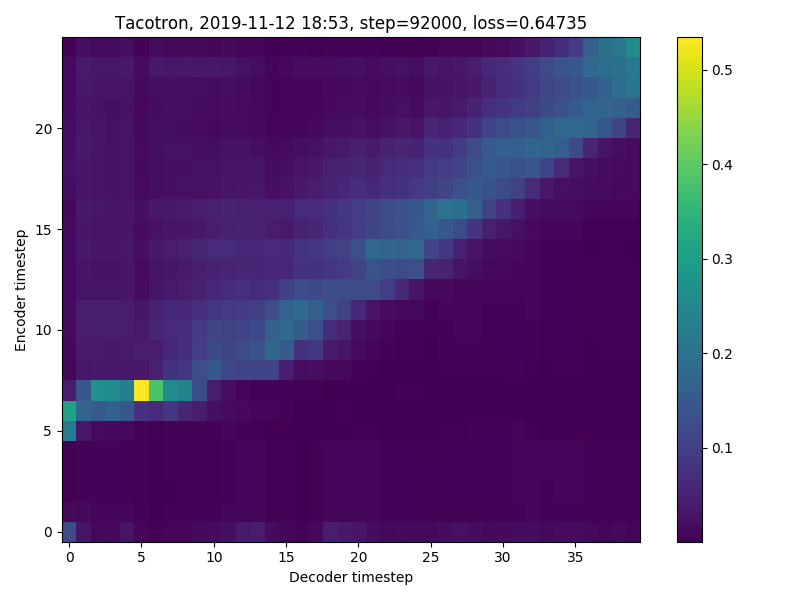 Tacotron, 2019-11-12 18:53, step=92000, loss=0.64735
Encoder timestep
20
15
10
5
0
0 5 10 15 20 25 30 35
Decoder timestep
0.5
0.4
0.3
0.2
0.1